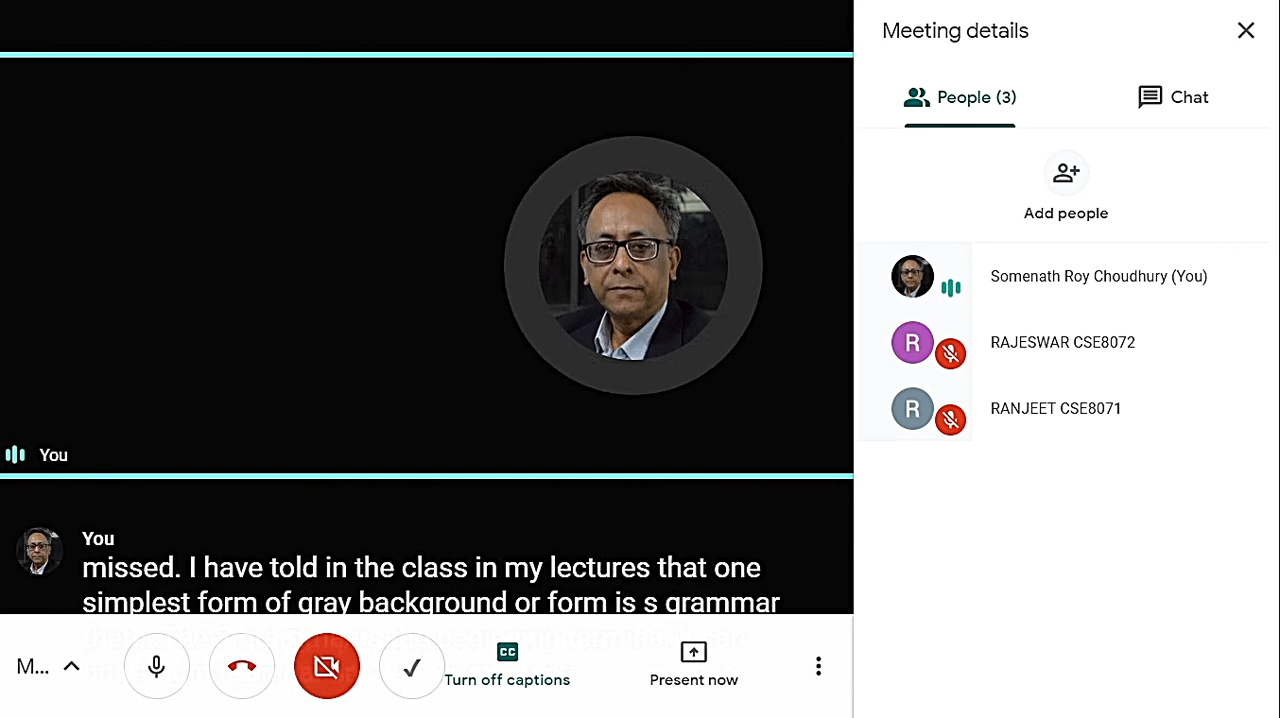 Meeting details
People (3)
Chat
Add people
Somenath Roy Choudhury (You)
R
RAJESWAR CSE8072
R
RANJEET CSE8071
You
You
missed. I have told in the class in my lectures that one
simplest form of gray background or form is s grammar
M...
CC
Turn off captions
Present now